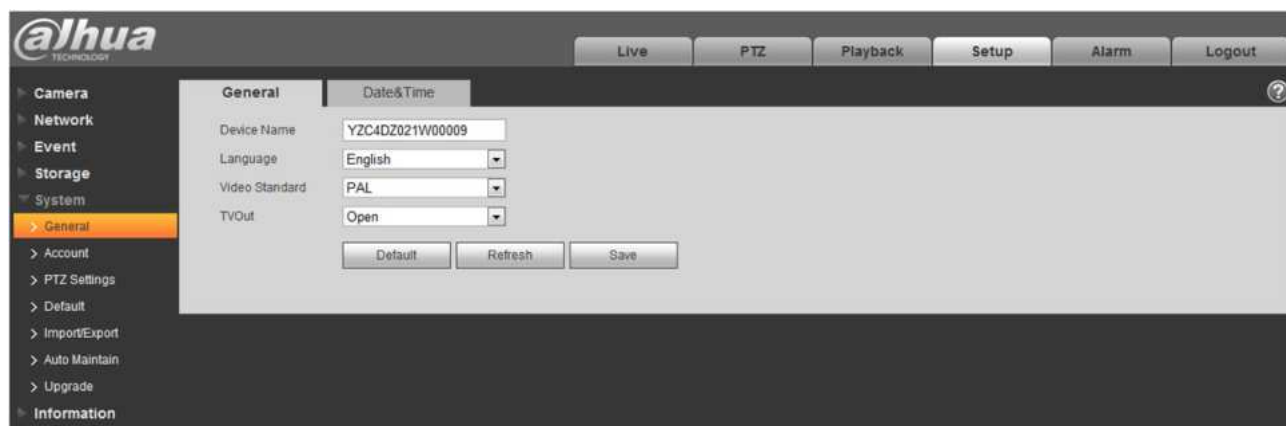 alhua
TECHNOLOGY
Live PTZ Playback Setup Alarm Logout
Camera
Network
Event
Storage
System
General
Account
PTZ Settings
Default
Import/Export
Auto Maintain
Upgrade
Information
General Date&Time
?
Device Name YZC4DZ021W00009
Language English
Video Standard PAL
TVOut Open
Default Refresh Save